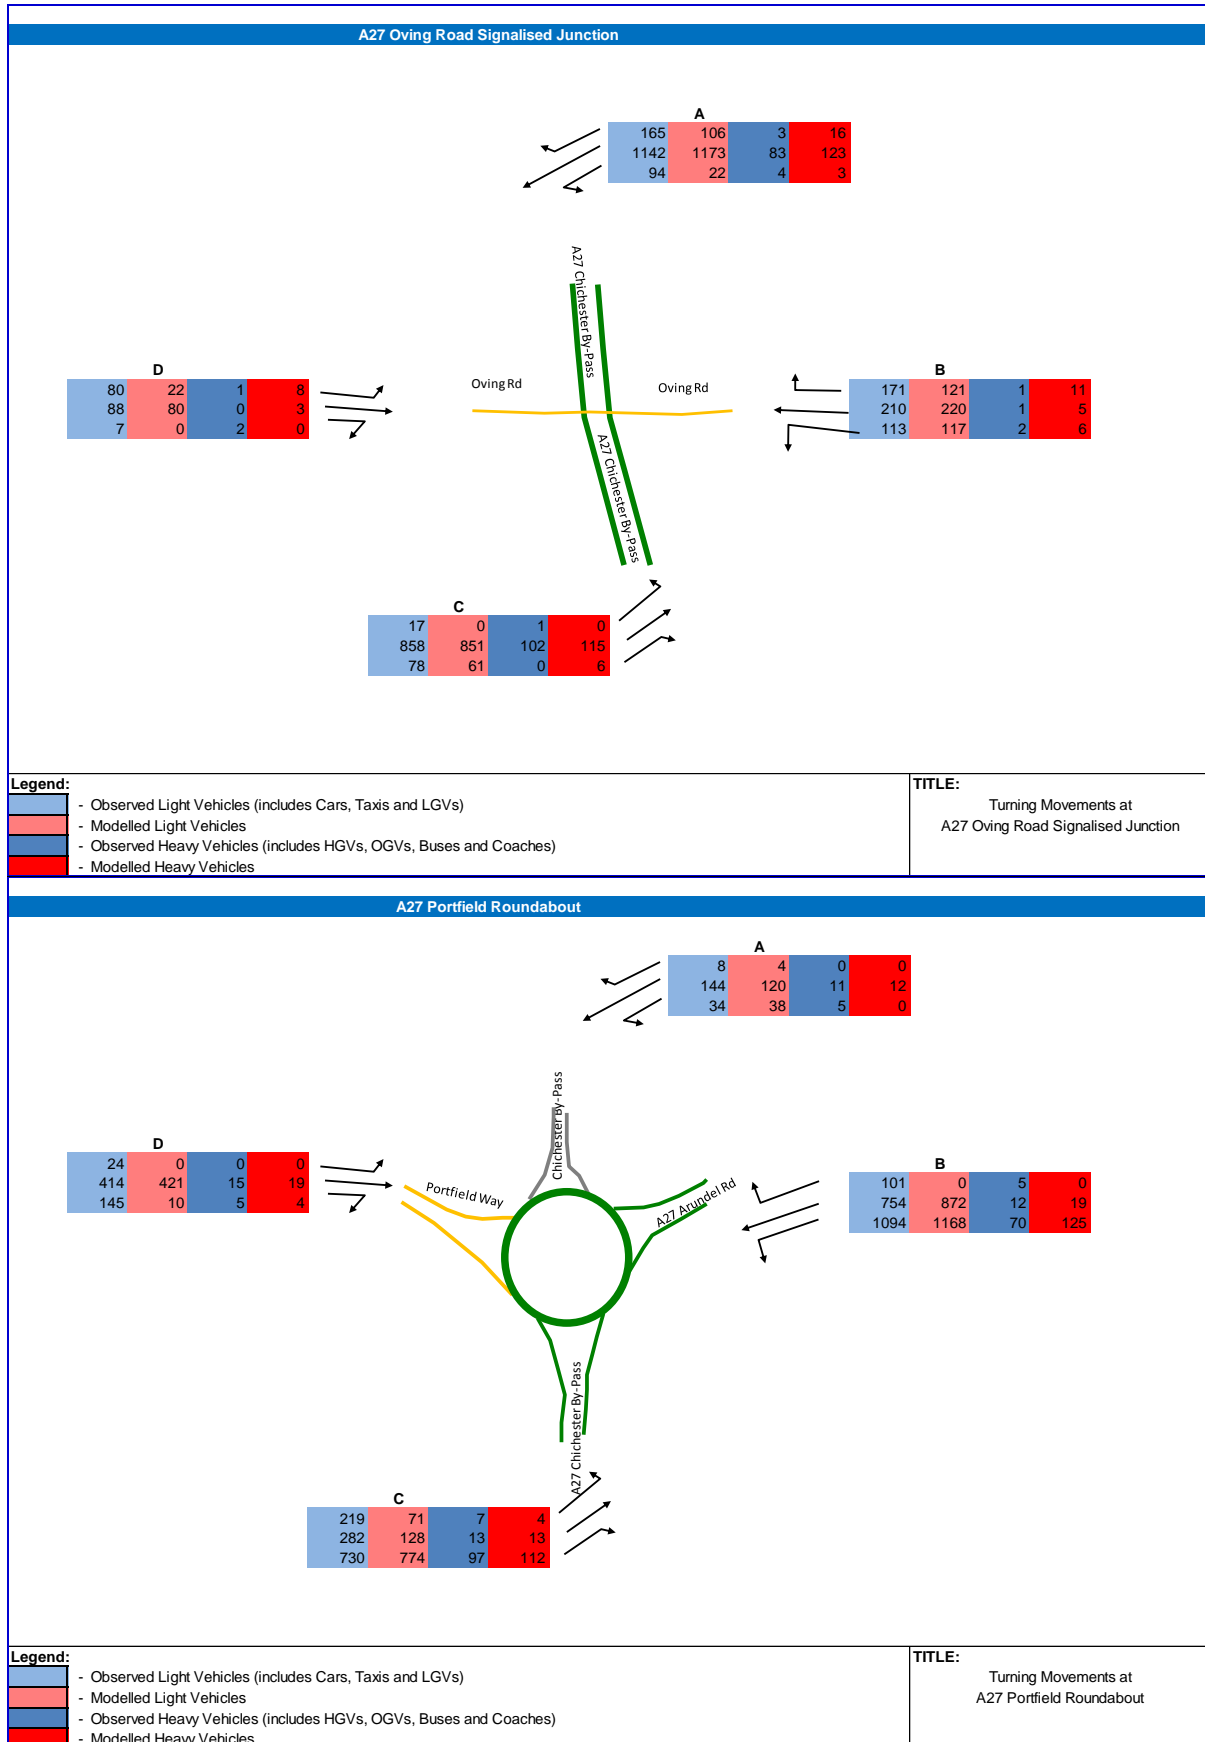 A27 Oving Road Signalised Junction
A
165 106 3 16
1142 1173 83 123
94 22 4 3
A27 Chichester By-Pass
D
80 22 1 8
88 80 0 3
7 0 2 0
Oving Rd
Oving Rd
B
171 121 1 11
210 220 1 5
113 117 2 6
A27 Chichester By-Pass
C
17 0 1 0
858 851 102 115
78 61 0 6
Legend:
- Observed Light Vehicles (includes Cars, Taxis and LGVs)
- Modelled Light Vehicles
- Observed Heavy Vehicles (includes HGVs, OGVs, Buses and Coaches)
- Modelled Heavy Vehicles
TITLE:
Turning Movements at
A27 Oving Road Signalised Junction
A27 Portfield Roundabout
A
8 4 0 0
144 120 11 12
34 38 5 0
Chichester By-Pass
D
24 0 0 0
414 421 15 19
145 10 5 4
Portfield Way
A27 Arundel Rd
B
101 0 5 0
754 872 12 19
1094 1168 70 125
A27 Chichester By-Pass
C
219 71 7 4
282 128 13 13
730 774 97 112
Legend:
- Observed Light Vehicles (includes Cars, Taxis and LGVs)
- Modelled Light Vehicles
- Observed Heavy Vehicles (includes HGVs, OGVs, Buses and Coaches)
- Modelled Heavy Vehicles
TITLE:
Turning Movements at
A27 Portfield Roundabout